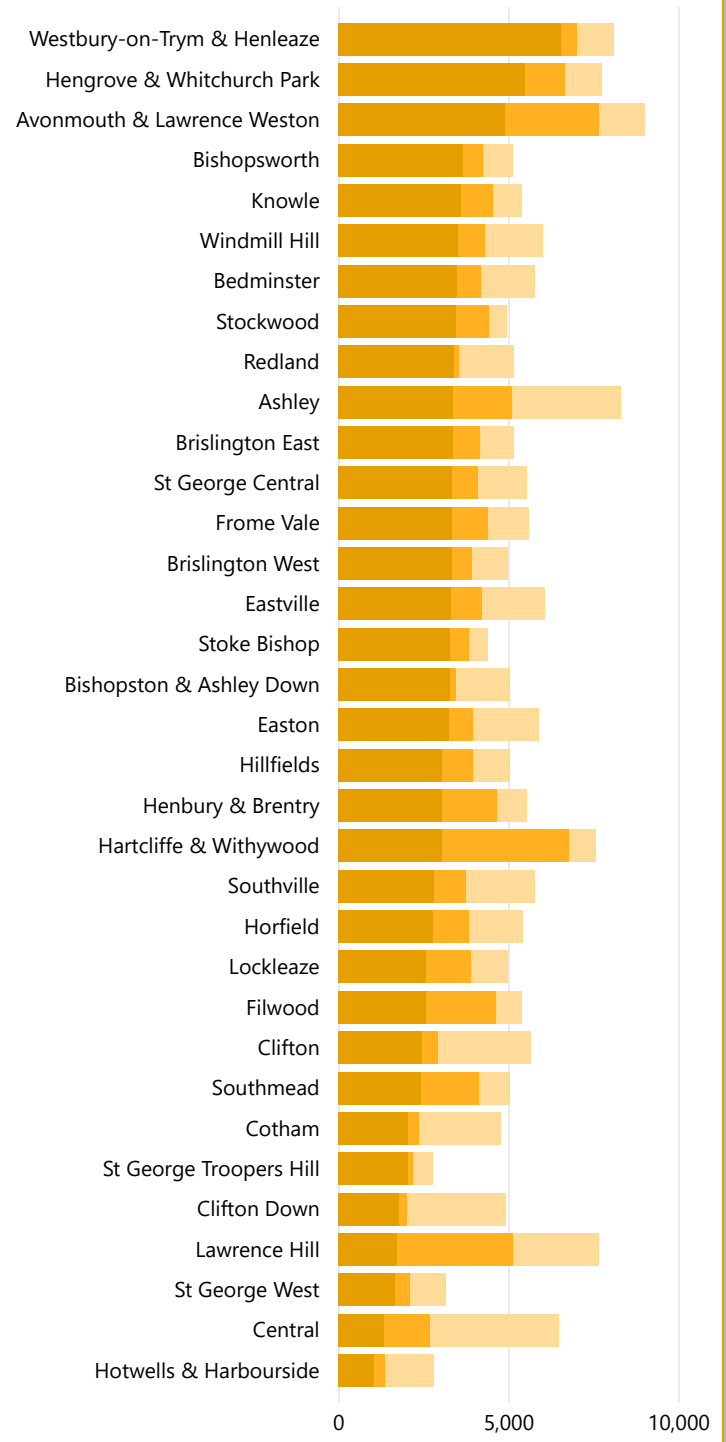 Westbury-on-Trym & Henleaze
Hengrove & Whitchurch Park
Avonmouth & Lawrence Weston
Bishopsworth
Knowle
Windmill Hill
Bedminster
Stockwood
Redland
Ashley
Brislington East
St George Central
Frome Vale
Brislington West
Eastville
Stoke Bishop
Bishopston & Ashley Down
Easton
Hillfields
Henbury & Brentry
Hartcliffe & Withywood
Southville
Horfield
Lockleaze
Filwood
Clifton
Southmead
Cotham
St George Troopers Hill
Clifton Down
Lawrence Hill
St George West
Central
Hotwells & Harbourside
0 5,000 10,000